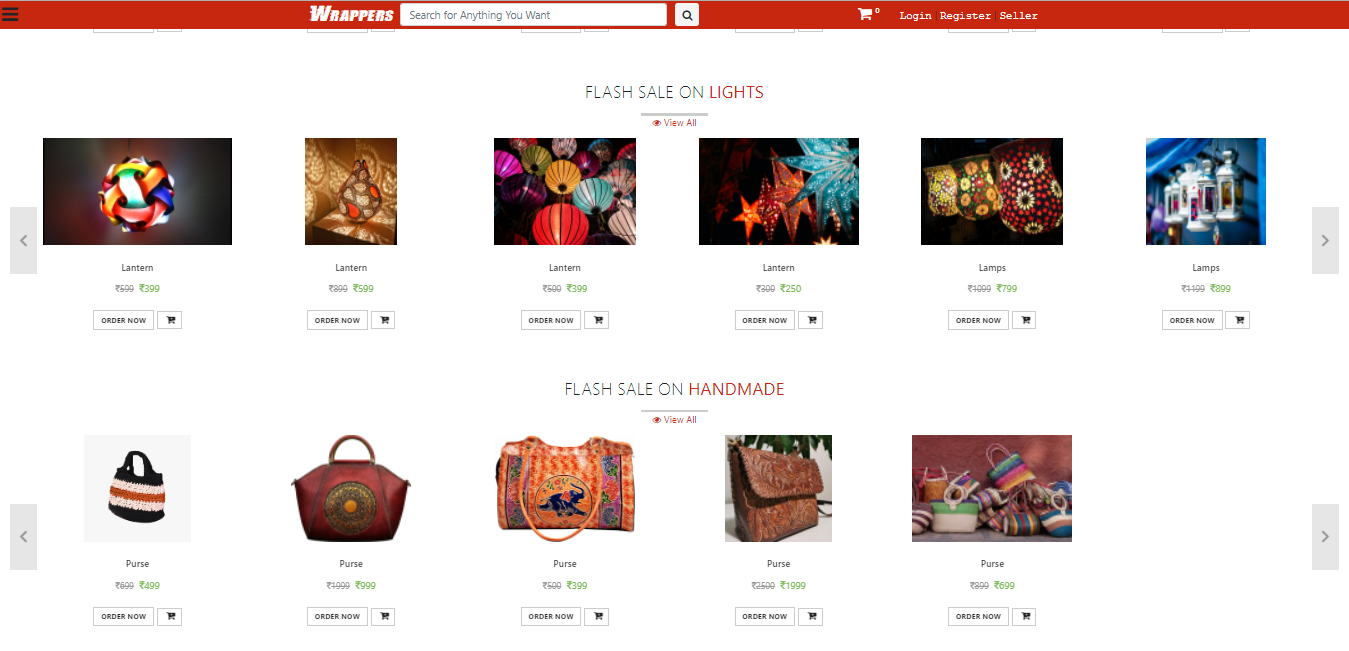 WRAPPERS Search for Anything You Want 0 Login Register Seller
FLASH SALE ON LIGHTS
View All
Lantern Lantern Lantern Lantern Lamps Lamps
₹599 ₹399 ₹899 ₹599 ₹500 ₹399 ₹300 ₹250 ₹1099 ₹799 ₹1199 ₹899
ORDER NOW ORDER NOW ORDER NOW ORDER NOW ORDER NOW ORDER NOW
FLASH SALE ON HANDMADE
View All
Purse Purse Purse Purse Purse
₹699 ₹499 ₹1999 ₹999 ₹500 ₹399 ₹2500 ₹1999 ₹899 ₹699
ORDER NOW ORDER NOW ORDER NOW ORDER NOW ORDER NOW